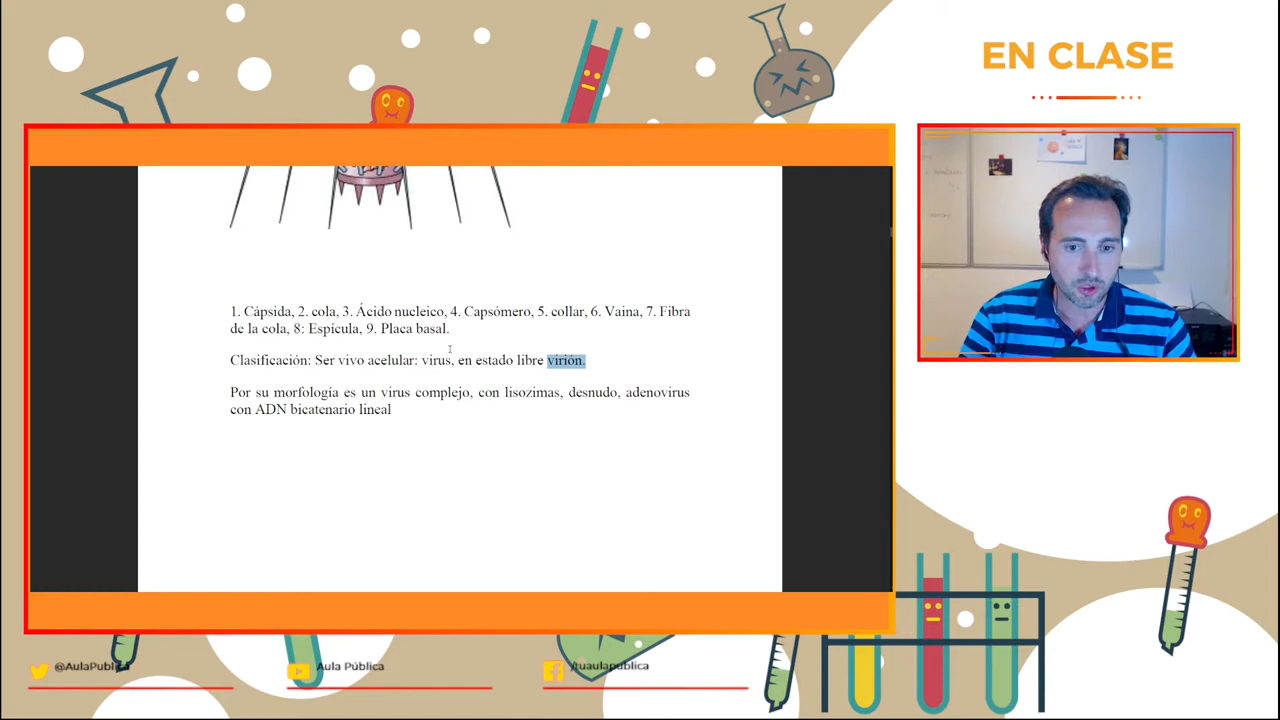 EN CLASE
1. Cápsida, 2. cola, 3. Ácido nucleico, 4. Capsómero, 5. collar, 6. Vaina, 7. Fibra
de la cola, 8: Espícula, 9. Placa basal.
Clasificación: Ser vivo acelular: virus, en estado libre virión.
Por su morfología es un virus complejo, con lisozimas, desnudo, adenovirus
con ADN bicatenario lineal
@AulaPublica
Aula Pública
/tuaulapublica